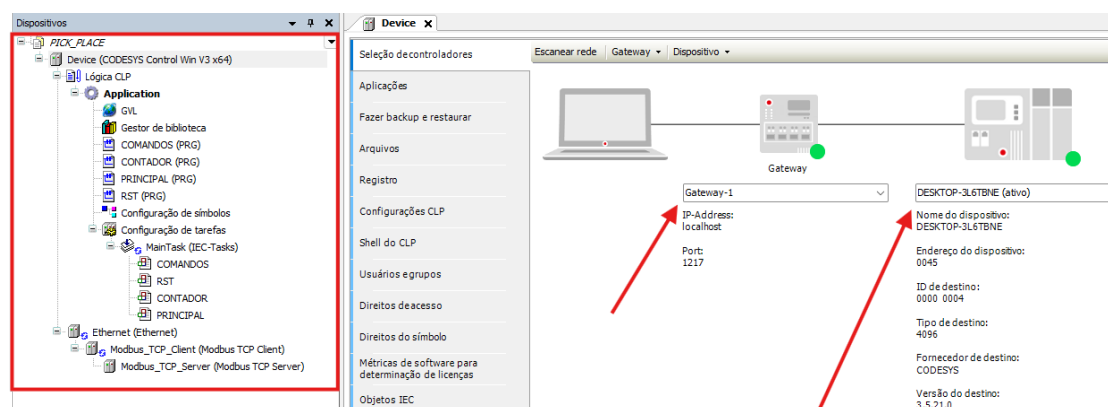 Dispositivos
PICK_PLACE
Device (CODESYS Control Win V3 x64)
Lógica CLP
Application
GVL
Gestor de biblioteca
COMANDOS (PRG)
CONTADOR (PRG)
PRINCIPAL (PRG)
RST (PRG)
Configuração de símbolos
Configuração de tarefas
MainTask (IEC-Tasks)
COMANDOS
RST
CONTADOR
PRINCIPAL
Ethernet (Ethernet)
Modbus_TCP_Client (Modbus TCP Client)
Modbus_TCP_Server (Modbus TCP Server)
Device
Seleção de controladores
Aplicações
Fazer backup e restaurar
Arquivos
Registro
Configurações CLP
Shell do CLP
Usuários e grupos
Direitos de acesso
Direitos do símbolo
Métricas de software para
determinação de licenças
Objetos IEC
Escanear rede Gateway Dispositivo
Gateway
Gateway-1
IP-Address:
localhost
Port:
1217
DESKTOP-3L6TBNE (ativo)
Nome do dispositivo:
DESKTOP-3L6TBNE
Endereço do dispositivo:
0045
ID de destino:
0000 0004
Tipo de destino:
4096
Fornecedor de destino:
CODESYS
Versão do destino:
3.5.21.0